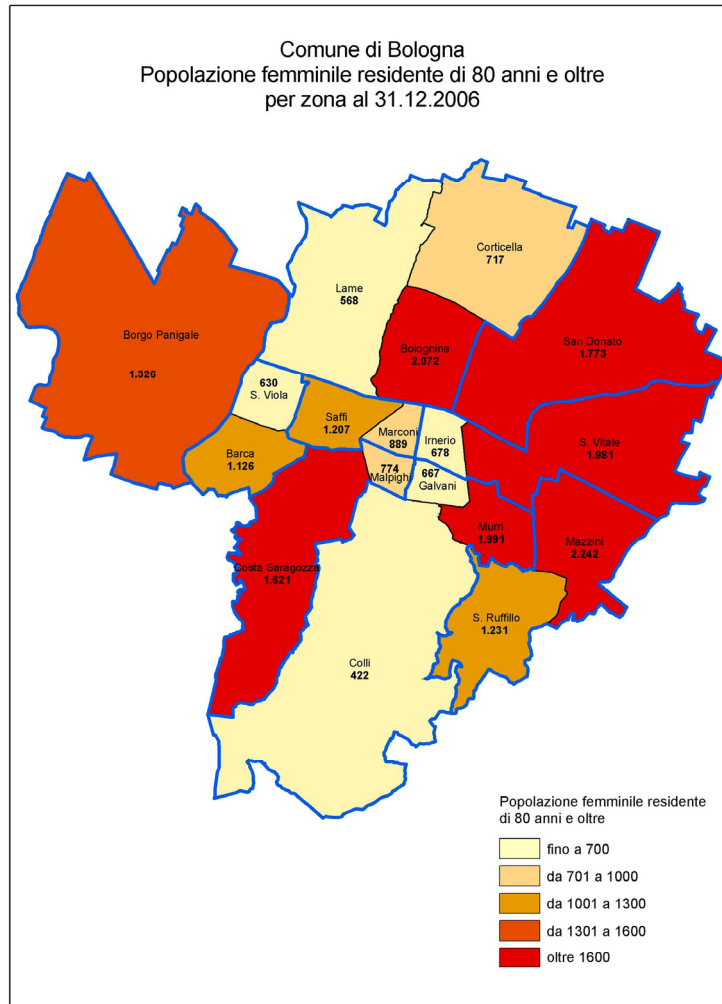 Comune di Bologna
Popolazione femminile residente di 80 anni e oltre
per zona al 31.12.2006
Corticella
717
Lame
568
Borgo Panigale
1.326
Bolognina
2.072
San Donato
1.773
630
S. Viola
Saffi
1.207
Marconi
889
Irnerio
678
S. Vitale
1.981
Barca
1.126
774
Malpighi
667
Galvani
Murri
1.991
Mazzini
2.242
Costa Saragozza
1.621
S. Ruffillo
1.231
Colli
422
Popolazione femminile residente
di 80 anni e oltre
fino a 700
da 701 a 1000
da 1001 a 1300
da 1301 a 1600
oltre 1600